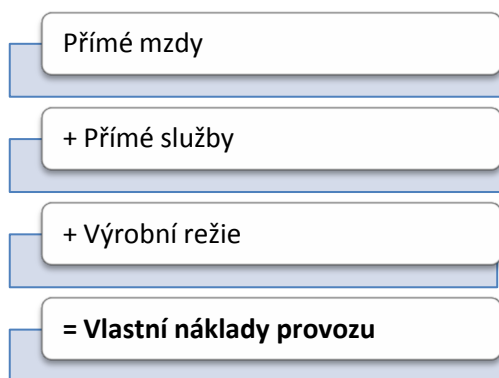 Přímé mzdy
+ Přímé služby
+ Výrobní režie
= Vlastní náklady provozu